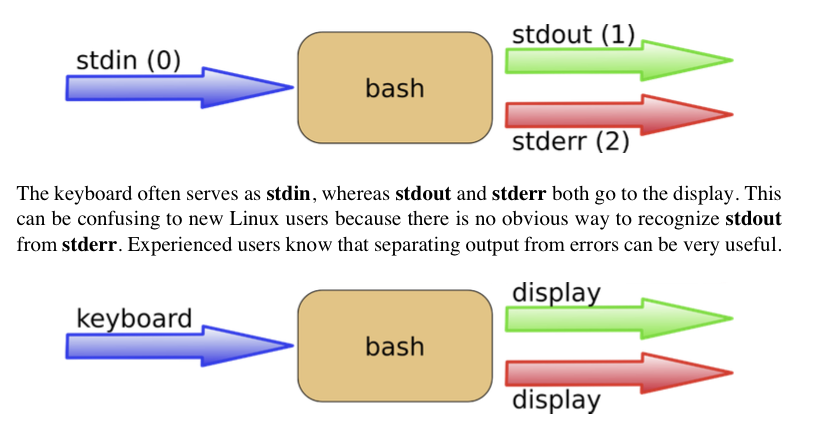 stdout (1)
stdin (0)
bash
stderr (2)
The keyboard often serves as stdin, whereas stdout and stderr both go to the display. This
can be confusing to new Linux users because there is no obvious way to recognize stdout
from stderr. Experienced users know that separating output from errors can be very useful.
display
keyboard
bash
display